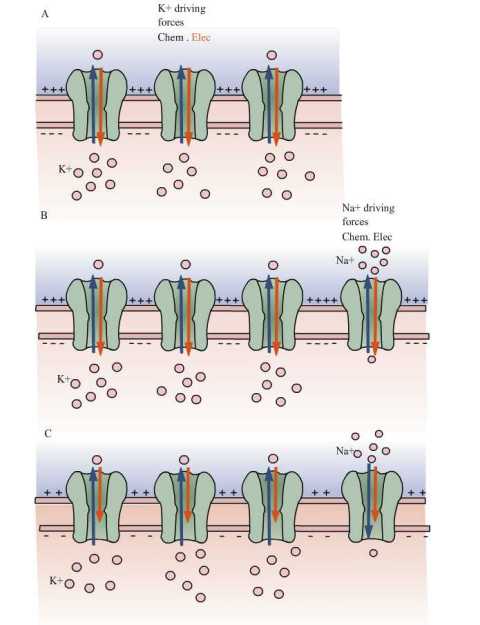 A
K+ driving
forces
Chem . Elec
+++ +++ +++ +++
--- --- --- ---
K+
B
Na+ driving
forces
Chem. Elec
Na+
+++ +++ +++ ++++ +++
--- --- --- ---- ---
K+
C
Na+
++ ++ ++ ++ ++
- - - - - - - - - -
K+